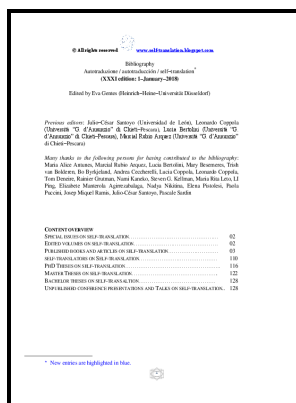 © All rights reserved www.self-translation.blogspot.com
Bibliography
Autotraduzione / autotraducción / self-translation*
(XXXI edition: 1–January–2018)
Edited by Eva Gentes (Heinrich–Heine–Universität Düsseldorf)
Previous editors: Julio–César Santoyo (Universidad de León), Leonardo Coppola
(Università "G. d'Annunzio" di Chieti–Pescara), Lucia Bertolini (Università "G.
d'Annunzio" di Chieti–Pescara), Marcial Rubio Árquez (Università "G. d'Annunzio"
di Chieti–Pescara)
Many thanks to the following persons for having contributed to the bibliography:
Maria Alice Antunes, Marcial Rubio Árquez, Lucia Bertolini, Mary Besemeres, Trish
van Bolderen, Bo Byrkjeland, Andrea Ceccherelli, Lucia Coppola, Leonardo Coppola,
Tom Deneire, Rainier Grutman, Nami Kaneko, Steven G. Kellman, Maria Rita Leto, LI
Ping, Elizabete Manterola Agirrezabalaga, Nadya Nikitina, Elena Pistolesi, Paola
Puccini, Josep Miquel Ramis, Julio-César Santoyo, Pascale Sardin
CONTENT OVERVIEW
SPECIAL ISSUES ON SELF-TRANSLATION 02
EDITED VOLUMES ON SELF-TRANSLATION 02
PUBLISHED BOOKS AND ARTICLES ON SELF-TRANSLATION 03
SELF-TRANSLATORS ON SELF-TRANSLATION 110
PHD THESES ON SELF-TRANSLATION 116
MASTER THESES ON SELF-TRANSLATION 122
BACHELOR THESES ON SELF-TRANSALTION 128
UNPUBLISHED CONFERENCE PRESENTATIONS AND TALKS ON SELF-TRANSLATION 128
* New entries are highlighted in blue.